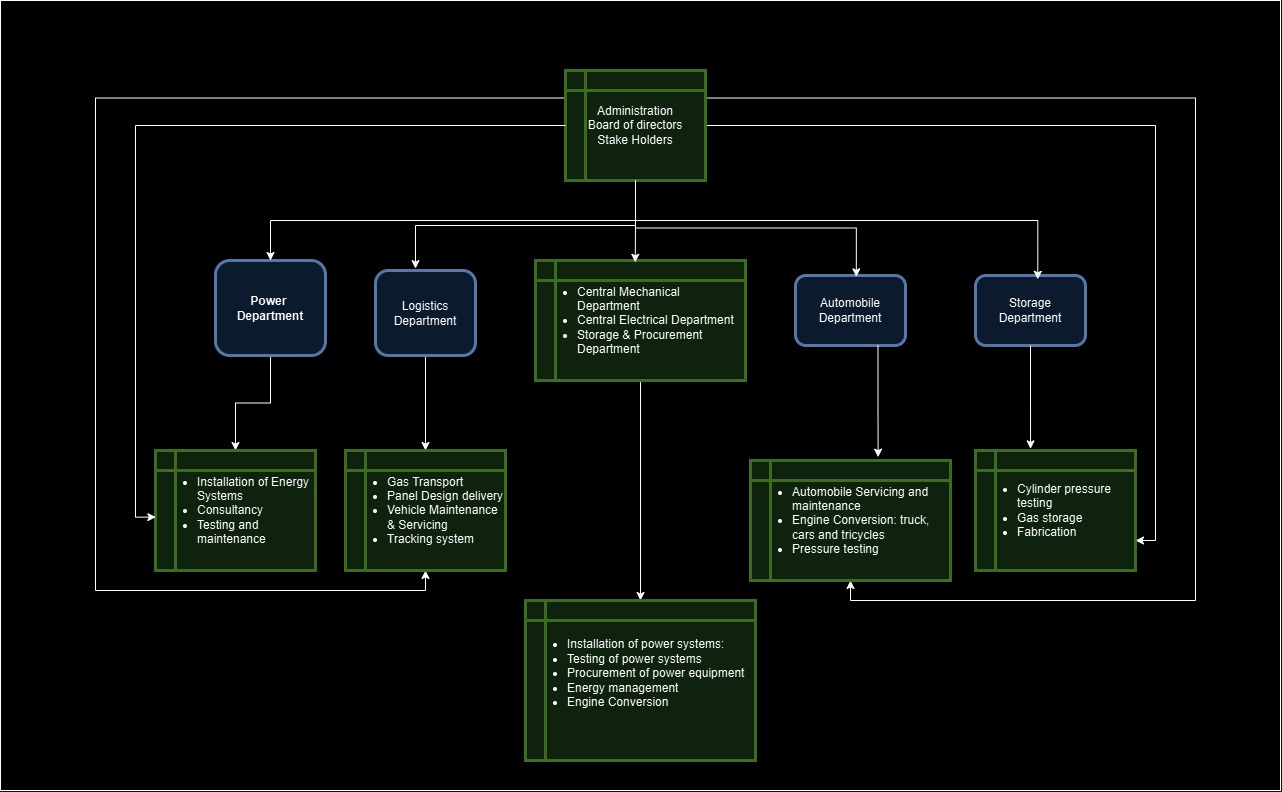 Administration
Board of directors
Stake Holders
Power
Department
Logistics
Department
• Central Mechanical
Department
• Central Electrical Department
• Storage & Procurement
Department
Automobile
Department
Storage
Department
• Installation of Energy
Systems
• Consultancy
• Testing and
maintenance
• Gas Transport
• Panel Design delivery
• Vehicle Maintenance
& Servicing
• Tracking system
• Automobile Servicing and
maintenance
• Engine Conversion: truck,
cars and tricycles
• Pressure testing
• Cylinder pressure
testing
• Gas storage
• Fabrication
• Installation of power systems:
• Testing of power systems
• Procurement of power equipment
• Energy management
• Engine Conversion